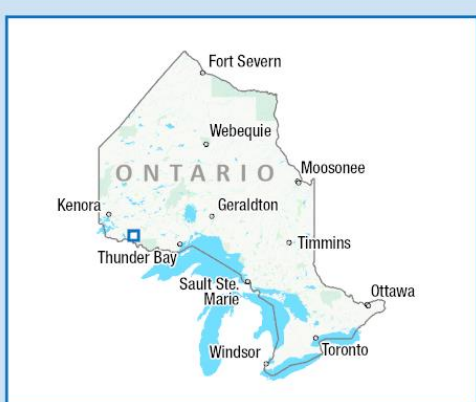 Fort Severn
Webequie
ONTARIO
Moosonee
Kenora
Geraldton
Timmins
Thunder Bay
Sault Ste.
Marie
Ottawa
Windsor
Toronto